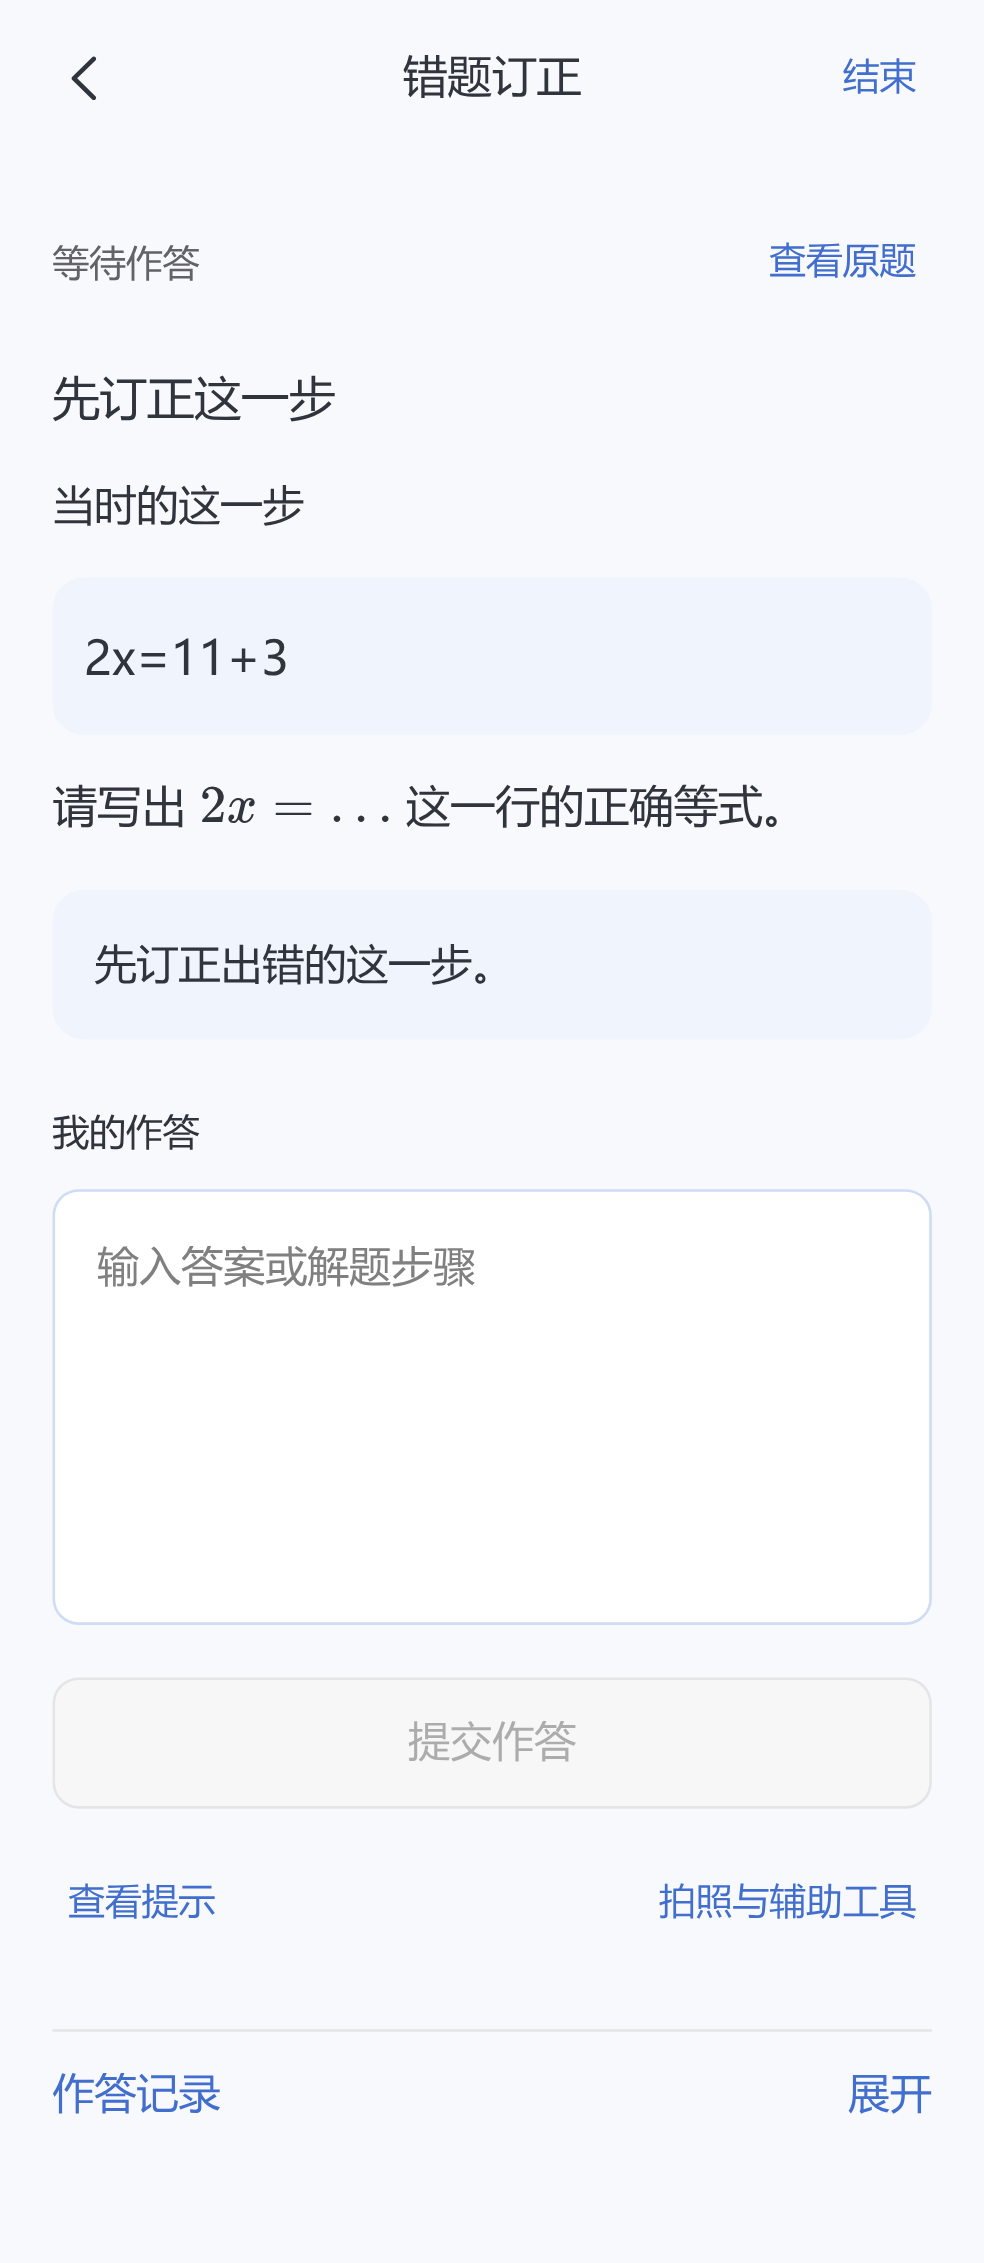 错题订正
结束
等待作答
查看原题
先订正这一步
当时的这一步
2x=11+3
请写出 2x = ... 这一行的正确等式。
先订正出错的这一步。
我的作答
输入答案或解题步骤
提交作答
查看提示
拍照与辅助工具
作答记录
展开